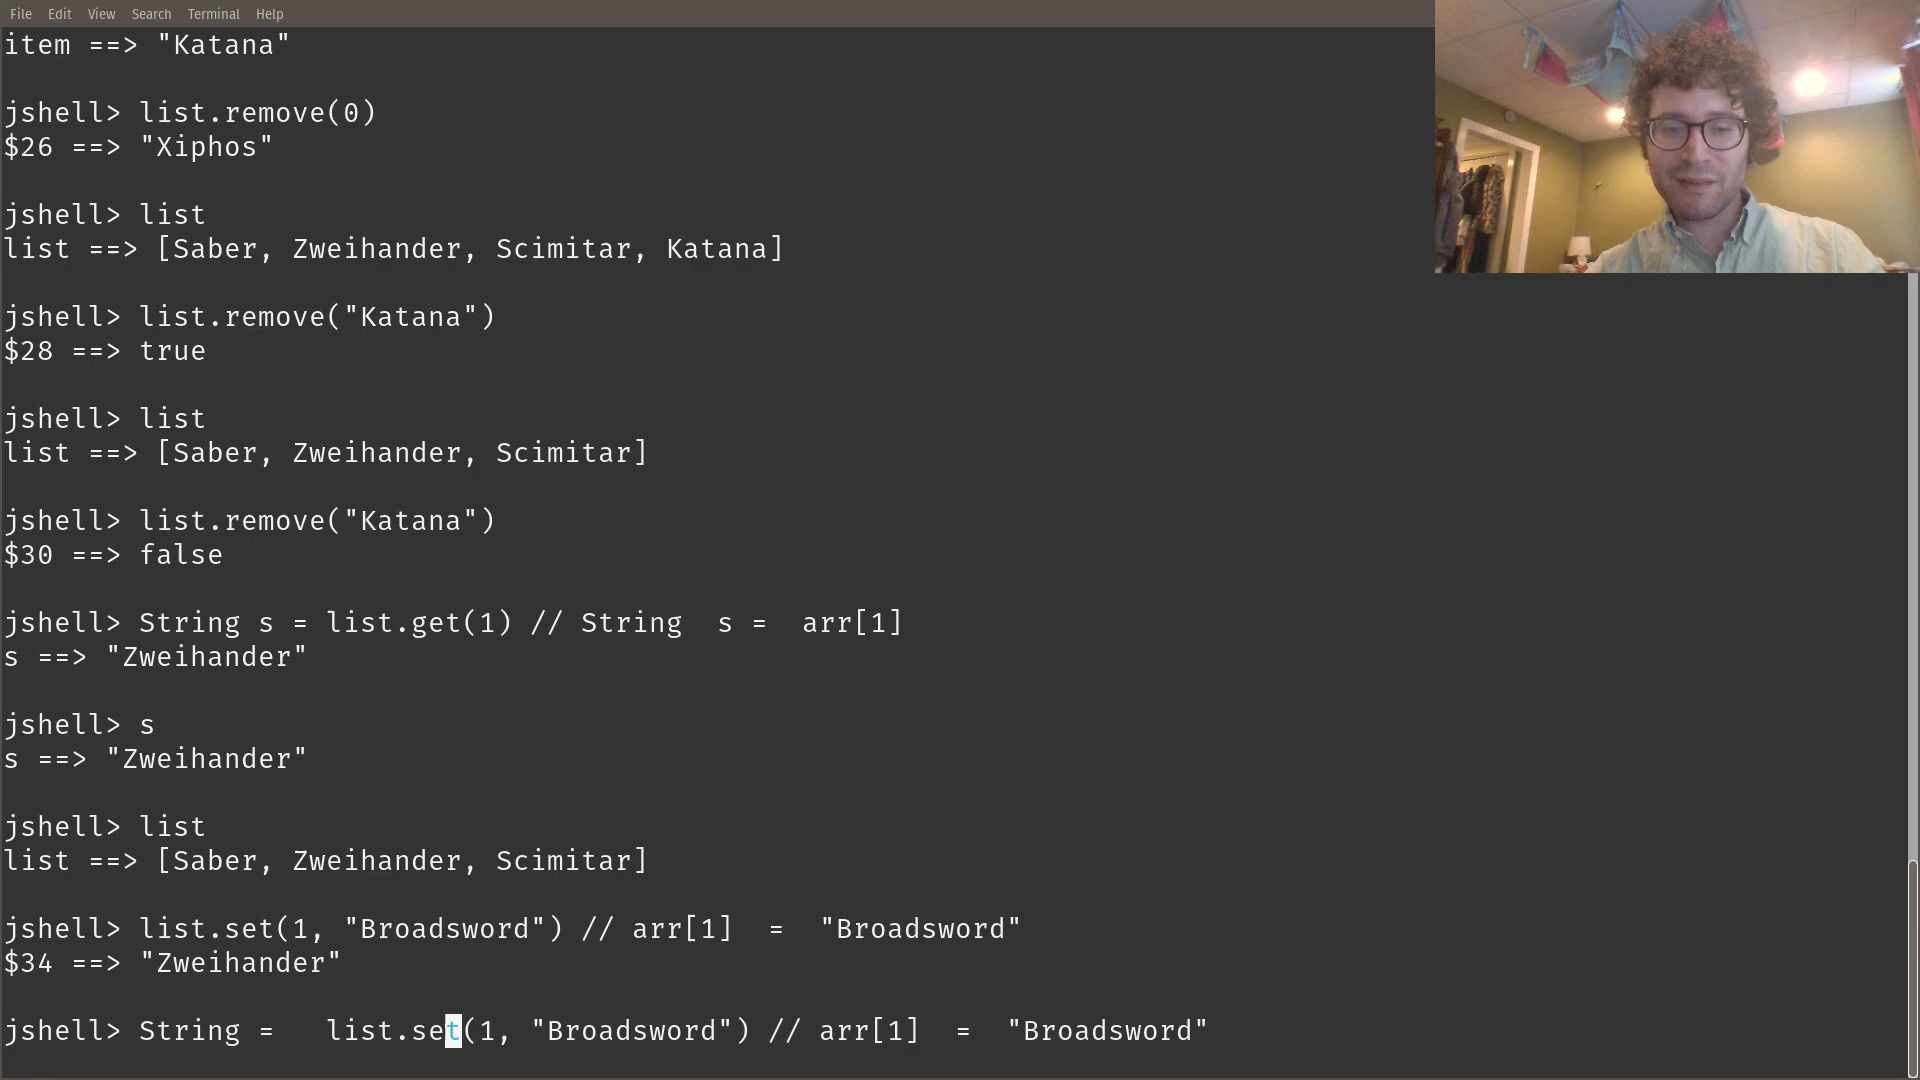 File Edit View Search Terminal Help
item ==> "Katana"
jshell> list.remove(0)
$26 ==> "Xiphos"
jshell> list
list ==> [Saber, Zweihander, Scimitar, Katana]
jshell> list.remove("Katana")
$28 ==> true
jshell> list
list ==> [Saber, Zweihander, Scimitar]
jshell> list.remove("Katana")
$30 ==> false
jshell> String s = list.get(1) // String  s =  arr[1]
s ==> "Zweihander"
jshell> s
s ==> "Zweihander"
jshell> list
list ==> [Saber, Zweihander, Scimitar]
jshell> list.set(1, "Broadsword") // arr[1]  =  "Broadsword"
$34 ==> "Zweihander"
jshell> String =   list.set(1, "Broadsword") // arr[1]  =  "Broadsword"